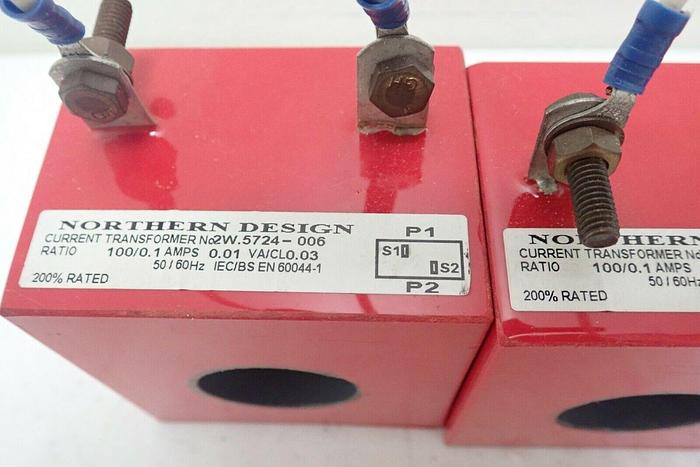 NORTHERN DESIGN
CURRENT TRANSFORMER No. 2W.5724-006
RATIO 100/0.1 AMPS 0.01 VA/CL0.03
50/60Hz IEC/BS EN 60044-1
200% RATED
P1
S1
S2
P2
NORTHERN
CURRENT TRANSFORMER No
RATIO 100/0.1 AMPS
50/60Hz
200% RATED